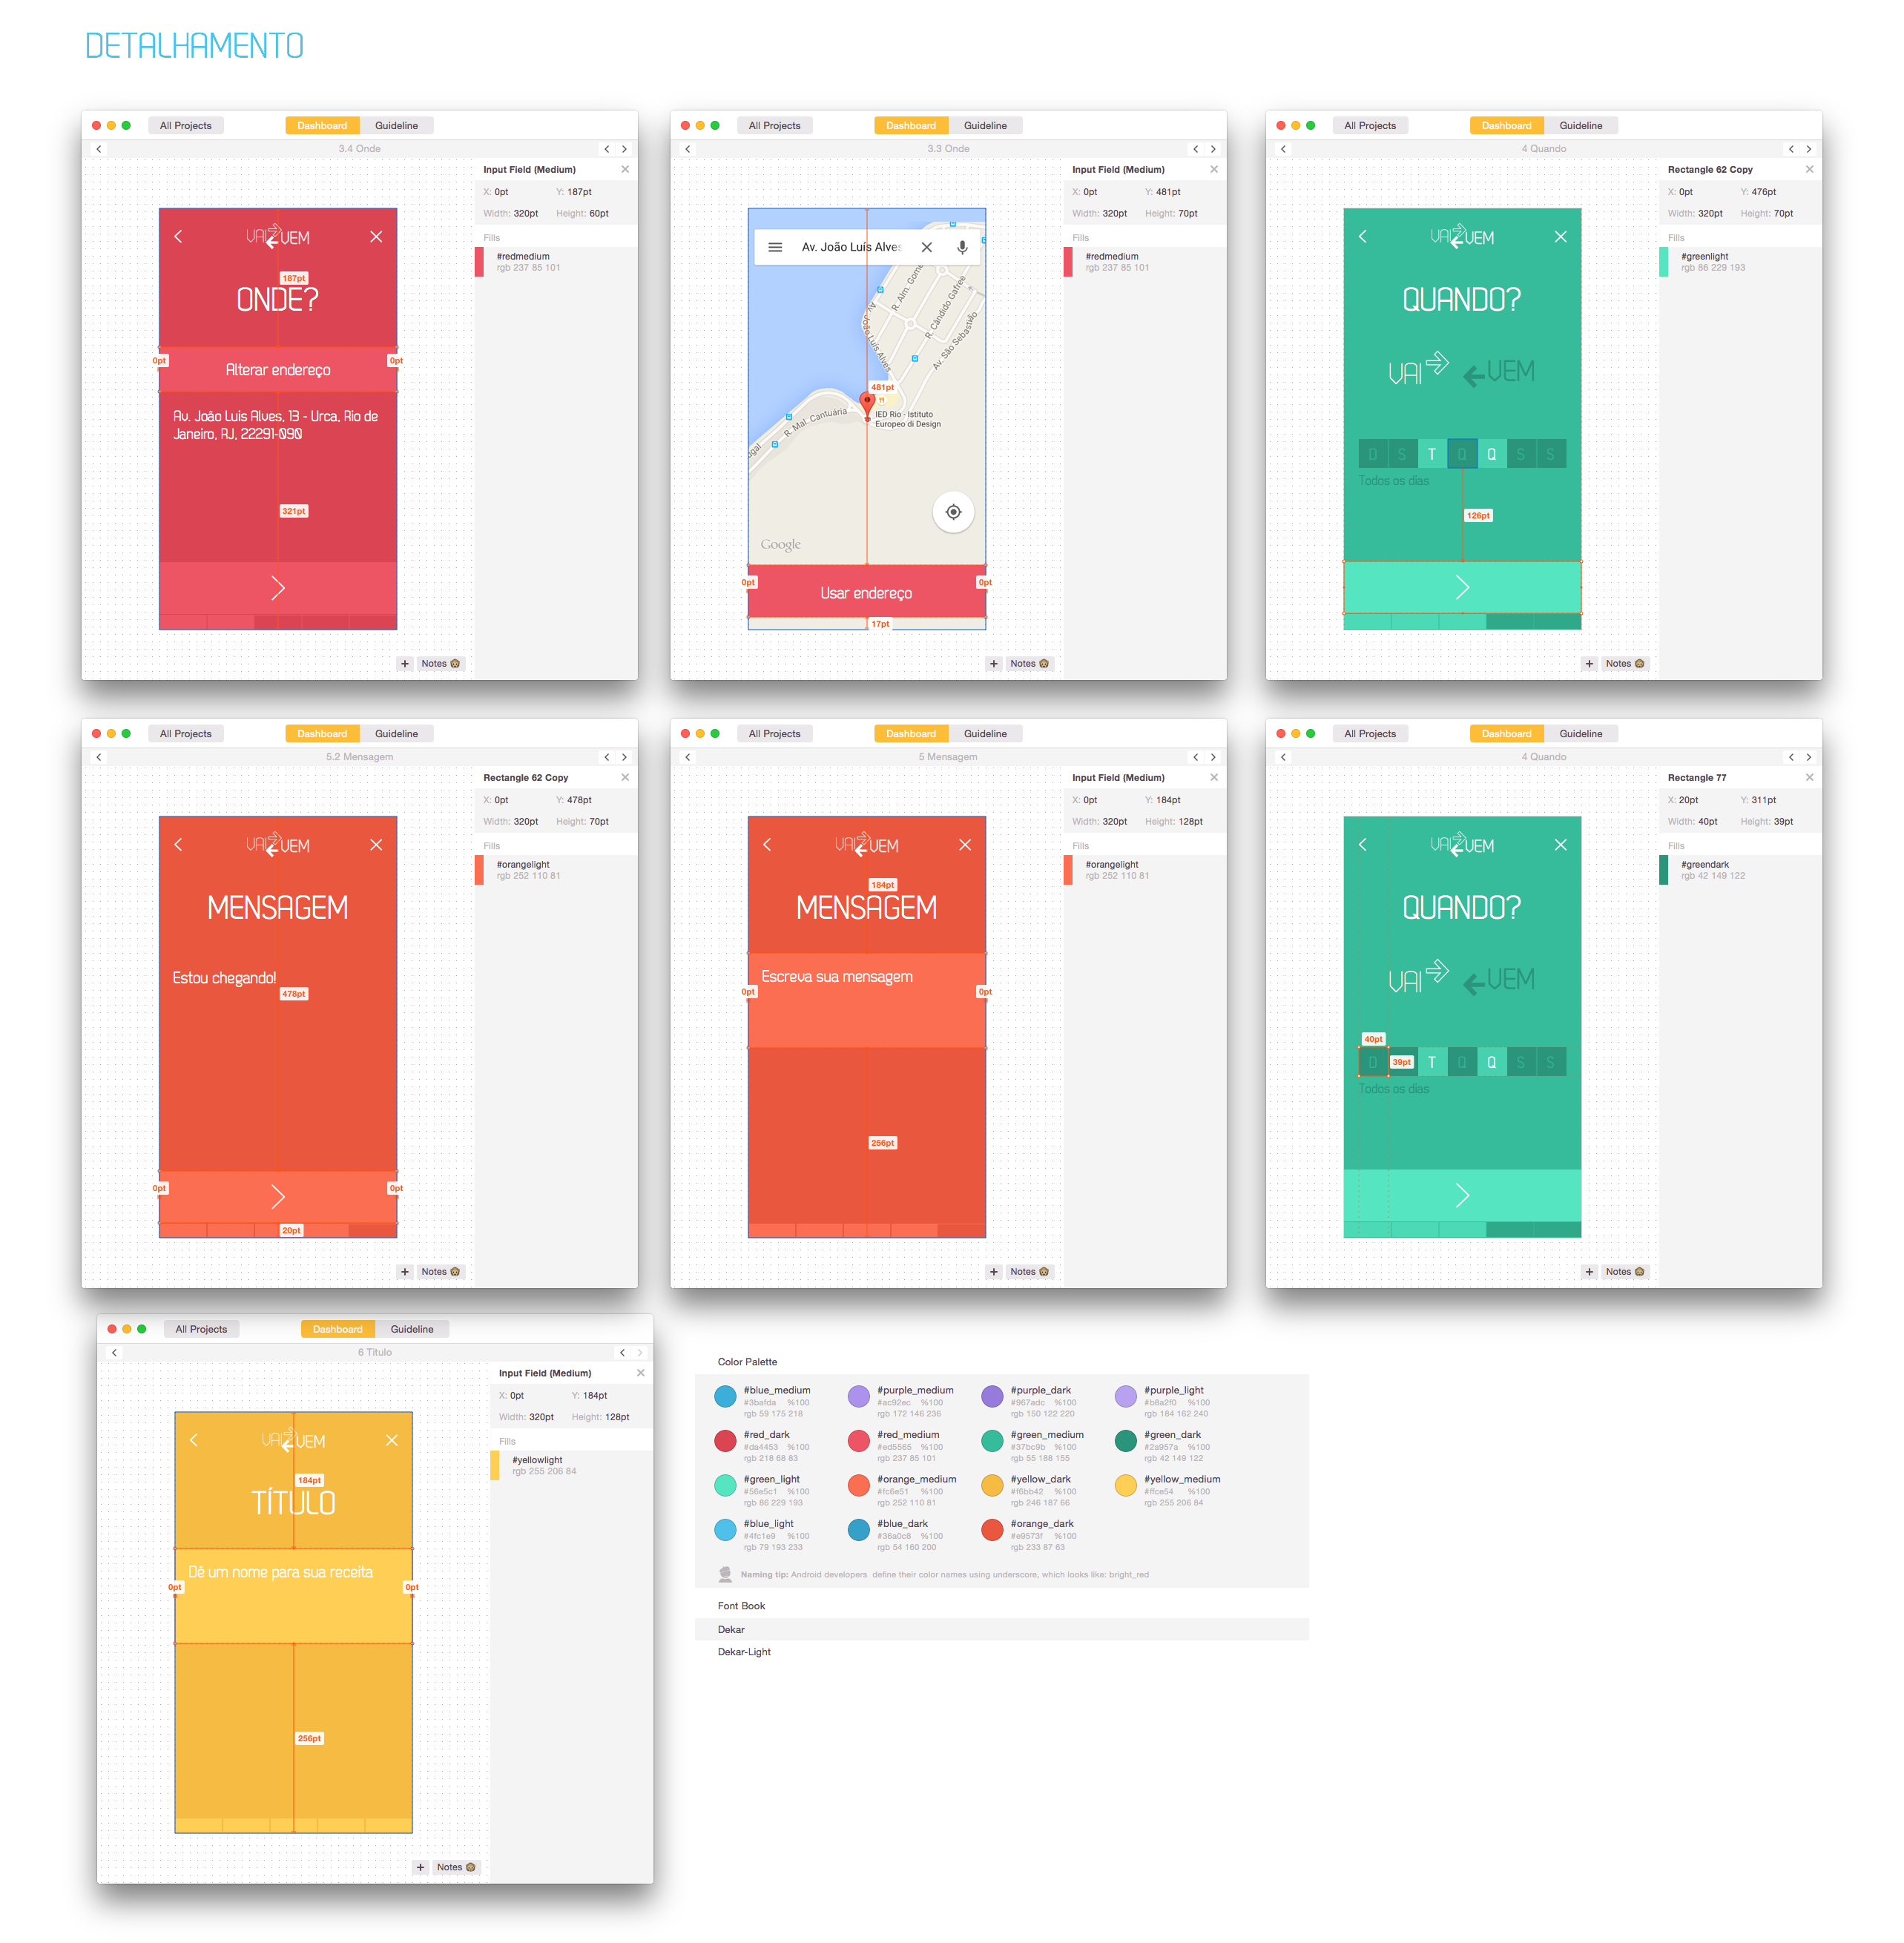 DETALHAMENTO
All Projects
Dashboard
Guideline
3.4 Onde
Input Field (Medium)
X: 0pt Y: 187pt
Width: 320pt Height: 60pt
Fills
#redmedium
rgb 237 85 101
VAI VEM
187pt
ONDE?
0pt 0pt
Alterar endereço
Av. João Luis Alves, 13 - Urca, Rio de
Janeiro, RJ, 22291-090
321pt
+ Notes
All Projects
Dashboard
Guideline
3.3 Onde
Input Field (Medium)
X: 0pt Y: 481pt
Width: 320pt Height: 70pt
Fills
#redmedium
rgb 237 85 101
Av. João Luís Alves
R. Alm. Gome
R. Cândido Gafree
Av. São Sebastião
Av. João Luís Alves
481pt
R. Mal. Cantuária
IED Rio - Istituto
Europeo di Design
ugal
Google
0pt 0pt
Usar endereço
17pt
+ Notes
All Projects
Dashboard
Guideline
4 Quando
Rectangle 62 Copy
X: 0pt Y: 476pt
Width: 320pt Height: 70pt
Fills
#greenlight
rgb 86 229 193
VAI VEM
QUANDO?
VAI VEM
D S T Q Q S S
Todos os dias
126pt
+ Notes
All Projects
Dashboard
Guideline
5.2 Mensagem
Rectangle 62 Copy
X: 0pt Y: 478pt
Width: 320pt Height: 70pt
Fills
#orangelight
rgb 252 110 81
VAI VEM
MENSAGEM
Estou chegando!
478pt
0pt 0pt
20pt
+ Notes
All Projects
Dashboard
Guideline
5 Mensagem
Input Field (Medium)
X: 0pt Y: 184pt
Width: 320pt Height: 128pt
Fills
#orangelight
rgb 252 110 81
VAI VEM
184pt
MENSAGEM
Escreva sua mensagem
0pt 0pt
256pt
+ Notes
All Projects
Dashboard
Guideline
4 Quando
Rectangle 77
X: 20pt Y: 311pt
Width: 40pt Height: 39pt
Fills
#greendark
rgb 42 149 122
VAI VEM
QUANDO?
VAI VEM
40pt
D 39pt T Q Q S S
Todos os dias
+ Notes
All Projects
Dashboard
Guideline
6 Titulo
Input Field (Medium)
X: 0pt Y: 184pt
Width: 320pt Height: 128pt
Fills
#yellowlight
rgb 255 206 84
VAI VEM
184pt
TÍTULO
Dê um nome para sua receita
0pt 0pt
256pt
+ Notes
Color Palette
#blue_medium #purple_medium #purple_dark #purple_light
#3bafda %100 #ac92ec %100 #967adc %100 #b8a2f0 %100
rgb 59 175 218 rgb 172 146 236 rgb 150 122 220 rgb 184 162 240
#red_dark #red_medium #green_medium #green_dark
#da4453 %100 #ed5565 %100 #37bc9b %100 #2a957a %100
rgb 218 68 83 rgb 237 85 101 rgb 55 188 155 rgb 42 149 122
#green_light #orange_medium #yellow_dark #yellow_medium
#56e5c1 %100 #fc6e51 %100 #f6bb42 %100 #ffce54 %100
rgb 86 229 193 rgb 252 110 81 rgb 246 187 66 rgb 255 206 84
#blue_light #blue_dark #orange_dark
#4fc1e9 %100 #36a0c8 %100 #e9573f %100
rgb 79 193 233 rgb 54 160 200 rgb 233 87 63
Naming tip: Android developers define their color names using underscore, which looks like: bright_red
Font Book
Dekar
Dekar-Light